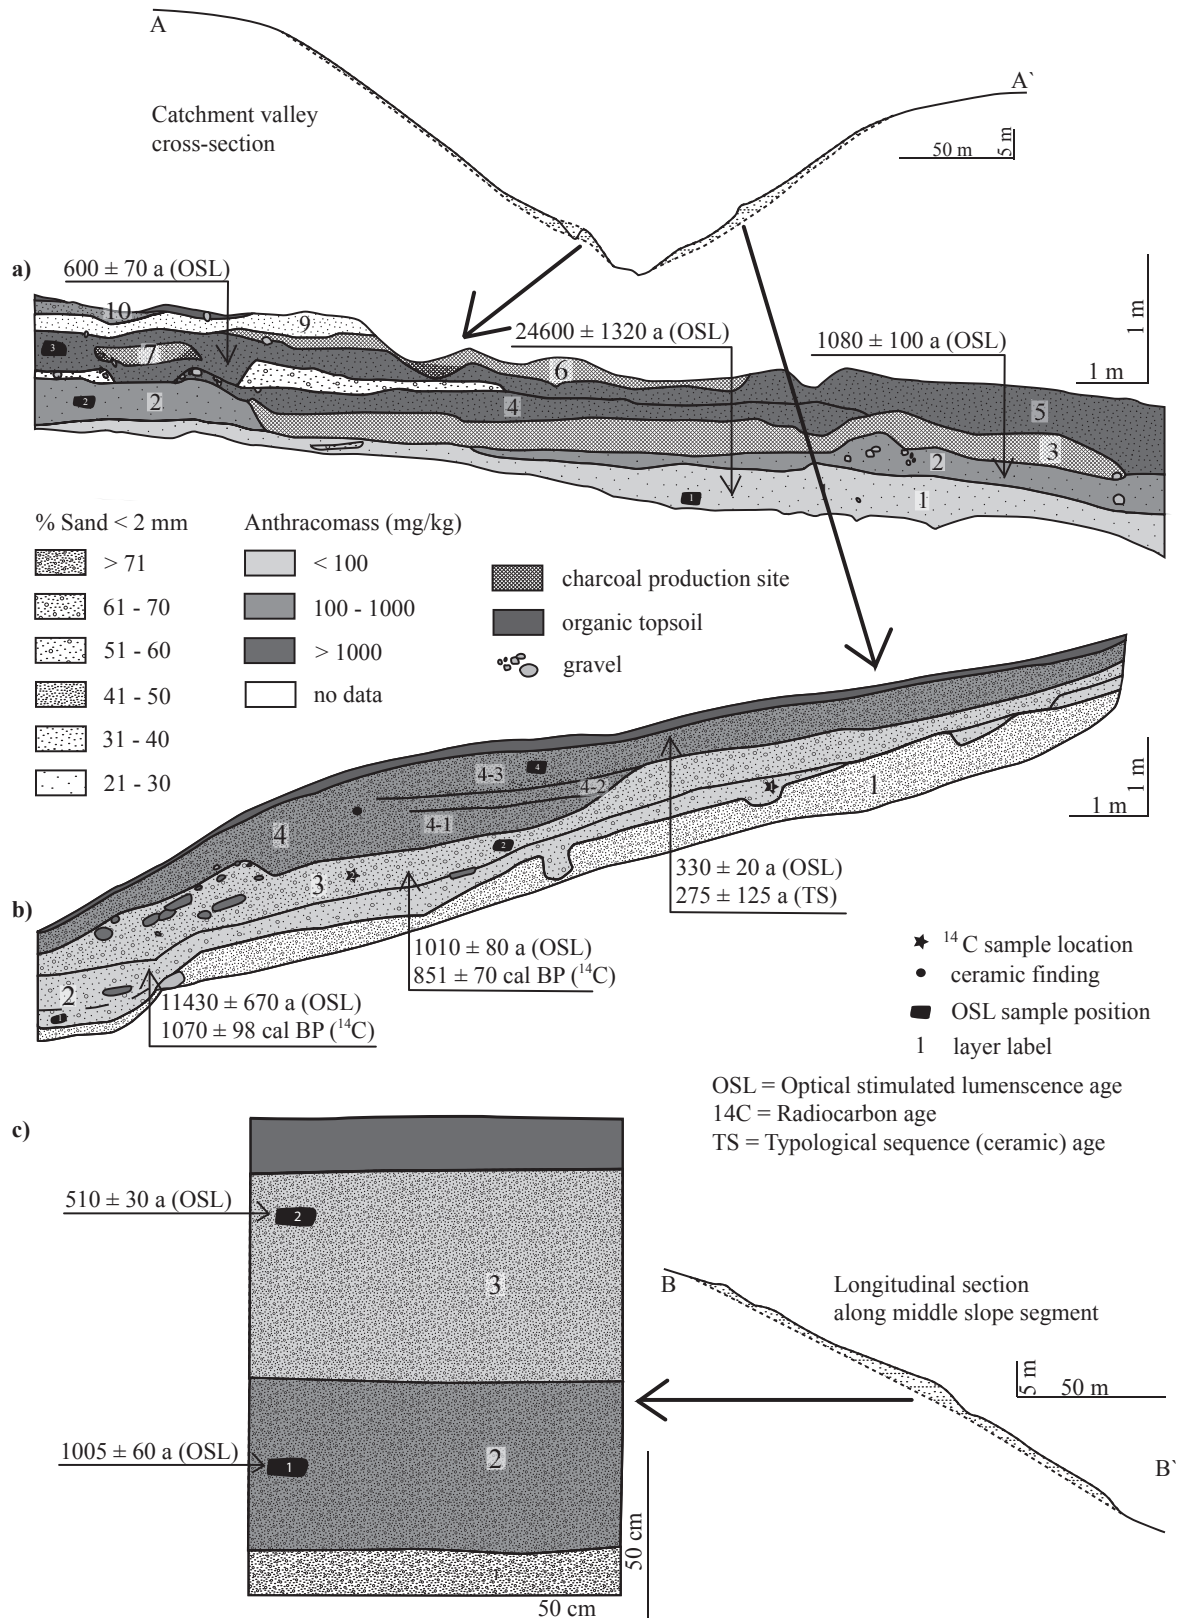 A
A`
Catchment valley
cross-section
50 m
5 m
a)
600 ± 70 a (OSL)
24600 ± 1320 a (OSL)
1080 ± 100 a (OSL)
1 m
1 m
10
9
7
6
5
4
3
2
2
1
3
2
1
% Sand < 2 mm
> 71
61 - 70
51 - 60
41 - 50
31 - 40
21 - 30
Anthracomass (mg/kg)
< 100
100 - 1000
> 1000
no data
charcoal production site
organic topsoil
gravel
b)
4-3
4-2
4-1
4
3
2
1
4
2
1
1 m
1 m
330 ± 20 a (OSL)
275 ± 125 a (TS)
1010 ± 80 a (OSL)
851 ± 70 cal BP (¹⁴C)
11430 ± 670 a (OSL)
1070 ± 98 cal BP (¹⁴C)
¹⁴C sample location
ceramic finding
OSL sample position
1 layer label
OSL = Optical stimulated lumenscence age
14C = Radiocarbon age
TS = Typological sequence (ceramic) age
c)
510 ± 30 a (OSL)
2
3
1005 ± 60 a (OSL)
1
2
1
50 cm
50 cm
B
Longitudinal section
along middle slope segment
5 m
50 m
B`